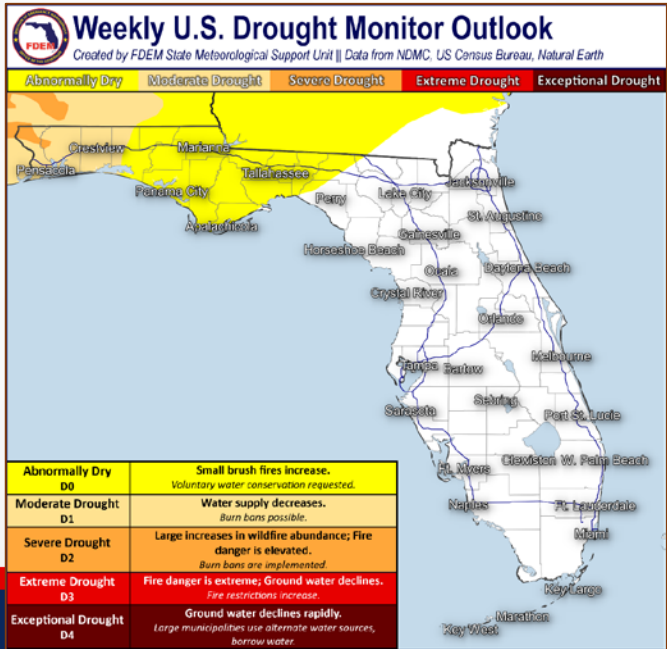 FDEM
Weekly U.S. Drought Monitor Outlook
Created by FDEM State Meteorological Support Unit || Data from NDMC, US Census Bureau, Natural Earth
Abnormally Dry Moderate Drought Severe Drought Extreme Drought Exceptional Drought
Crestview
Marianna
Pensacola
Tallahassee
Panama City
Perry
Lake City
Jacksonville
Apalachicola
St. Augustine
Gainesville
Horseshoe Beach
Ocala
Daytona Beach
Crystal River
Orlando
Melbourne
Tampa
Bartow
Sebring
Sarasota
Port St. Lucie
Ft. Myers
Clewiston
W. Palm Beach
Naples
Ft. Lauderdale
Miami
Key Largo
Marathon
Key West
Abnormally Dry
D0
Small brush fires increase.
Voluntary water conservation requested.
Moderate Drought
D1
Water supply decreases.
Burn bans possible.
Severe Drought
D2
Large increases in wildfire abundance; Fire
danger is elevated.
Burn bans are implemented.
Extreme Drought
D3
Fire danger is extreme; Ground water declines.
Fire restrictions increase.
Exceptional Drought
D4
Ground water declines rapidly.
Large municipalities use alternate water sources,
borrow water.